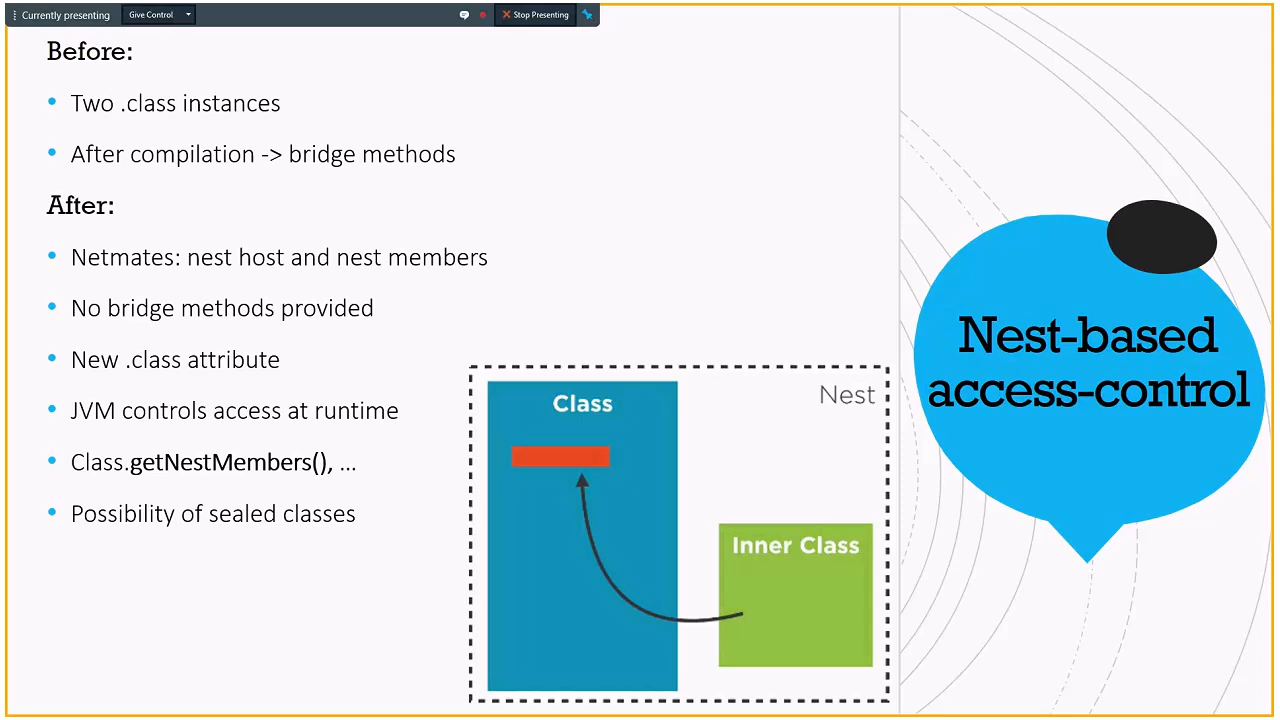 Currently presenting
Give Control
Stop Presenting
Before:
Two .class instances
After compilation -> bridge methods
After:
Netmates: nest host and nest members
No bridge methods provided
New .class attribute
JVM controls access at runtime
Class.getNestMembers(), ...
Possibility of sealed classes
Class
Nest
Inner Class
Nest-based
access-control